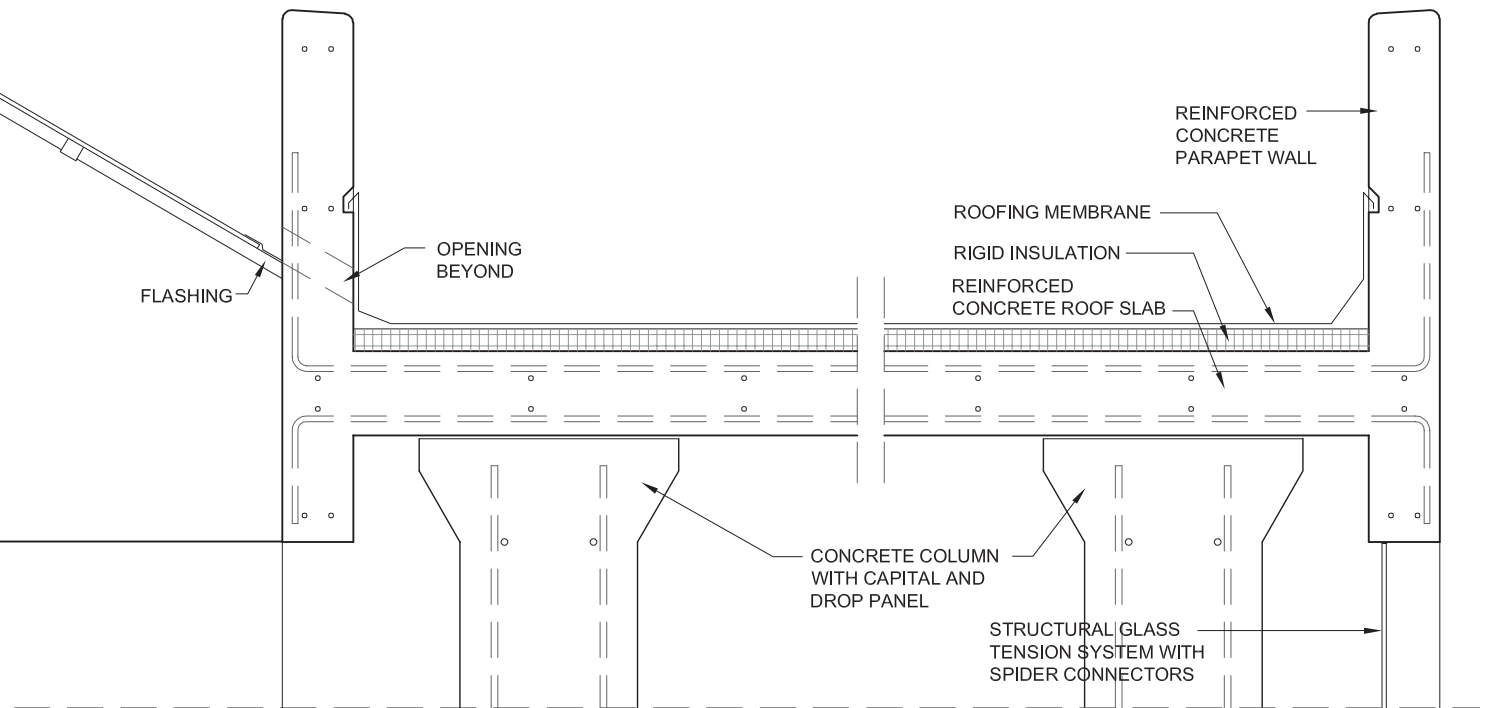 REINFORCED
CONCRETE
PARAPET WALL
ROOFING MEMBRANE
OPENING
BEYOND
RIGID INSULATION
FLASHING
REINFORCED
CONCRETE ROOF SLAB
CONCRETE COLUMN
WITH CAPITAL AND
DROP PANEL
STRUCTURAL GLASS
TENSION SYSTEM WITH
SPIDER CONNECTORS